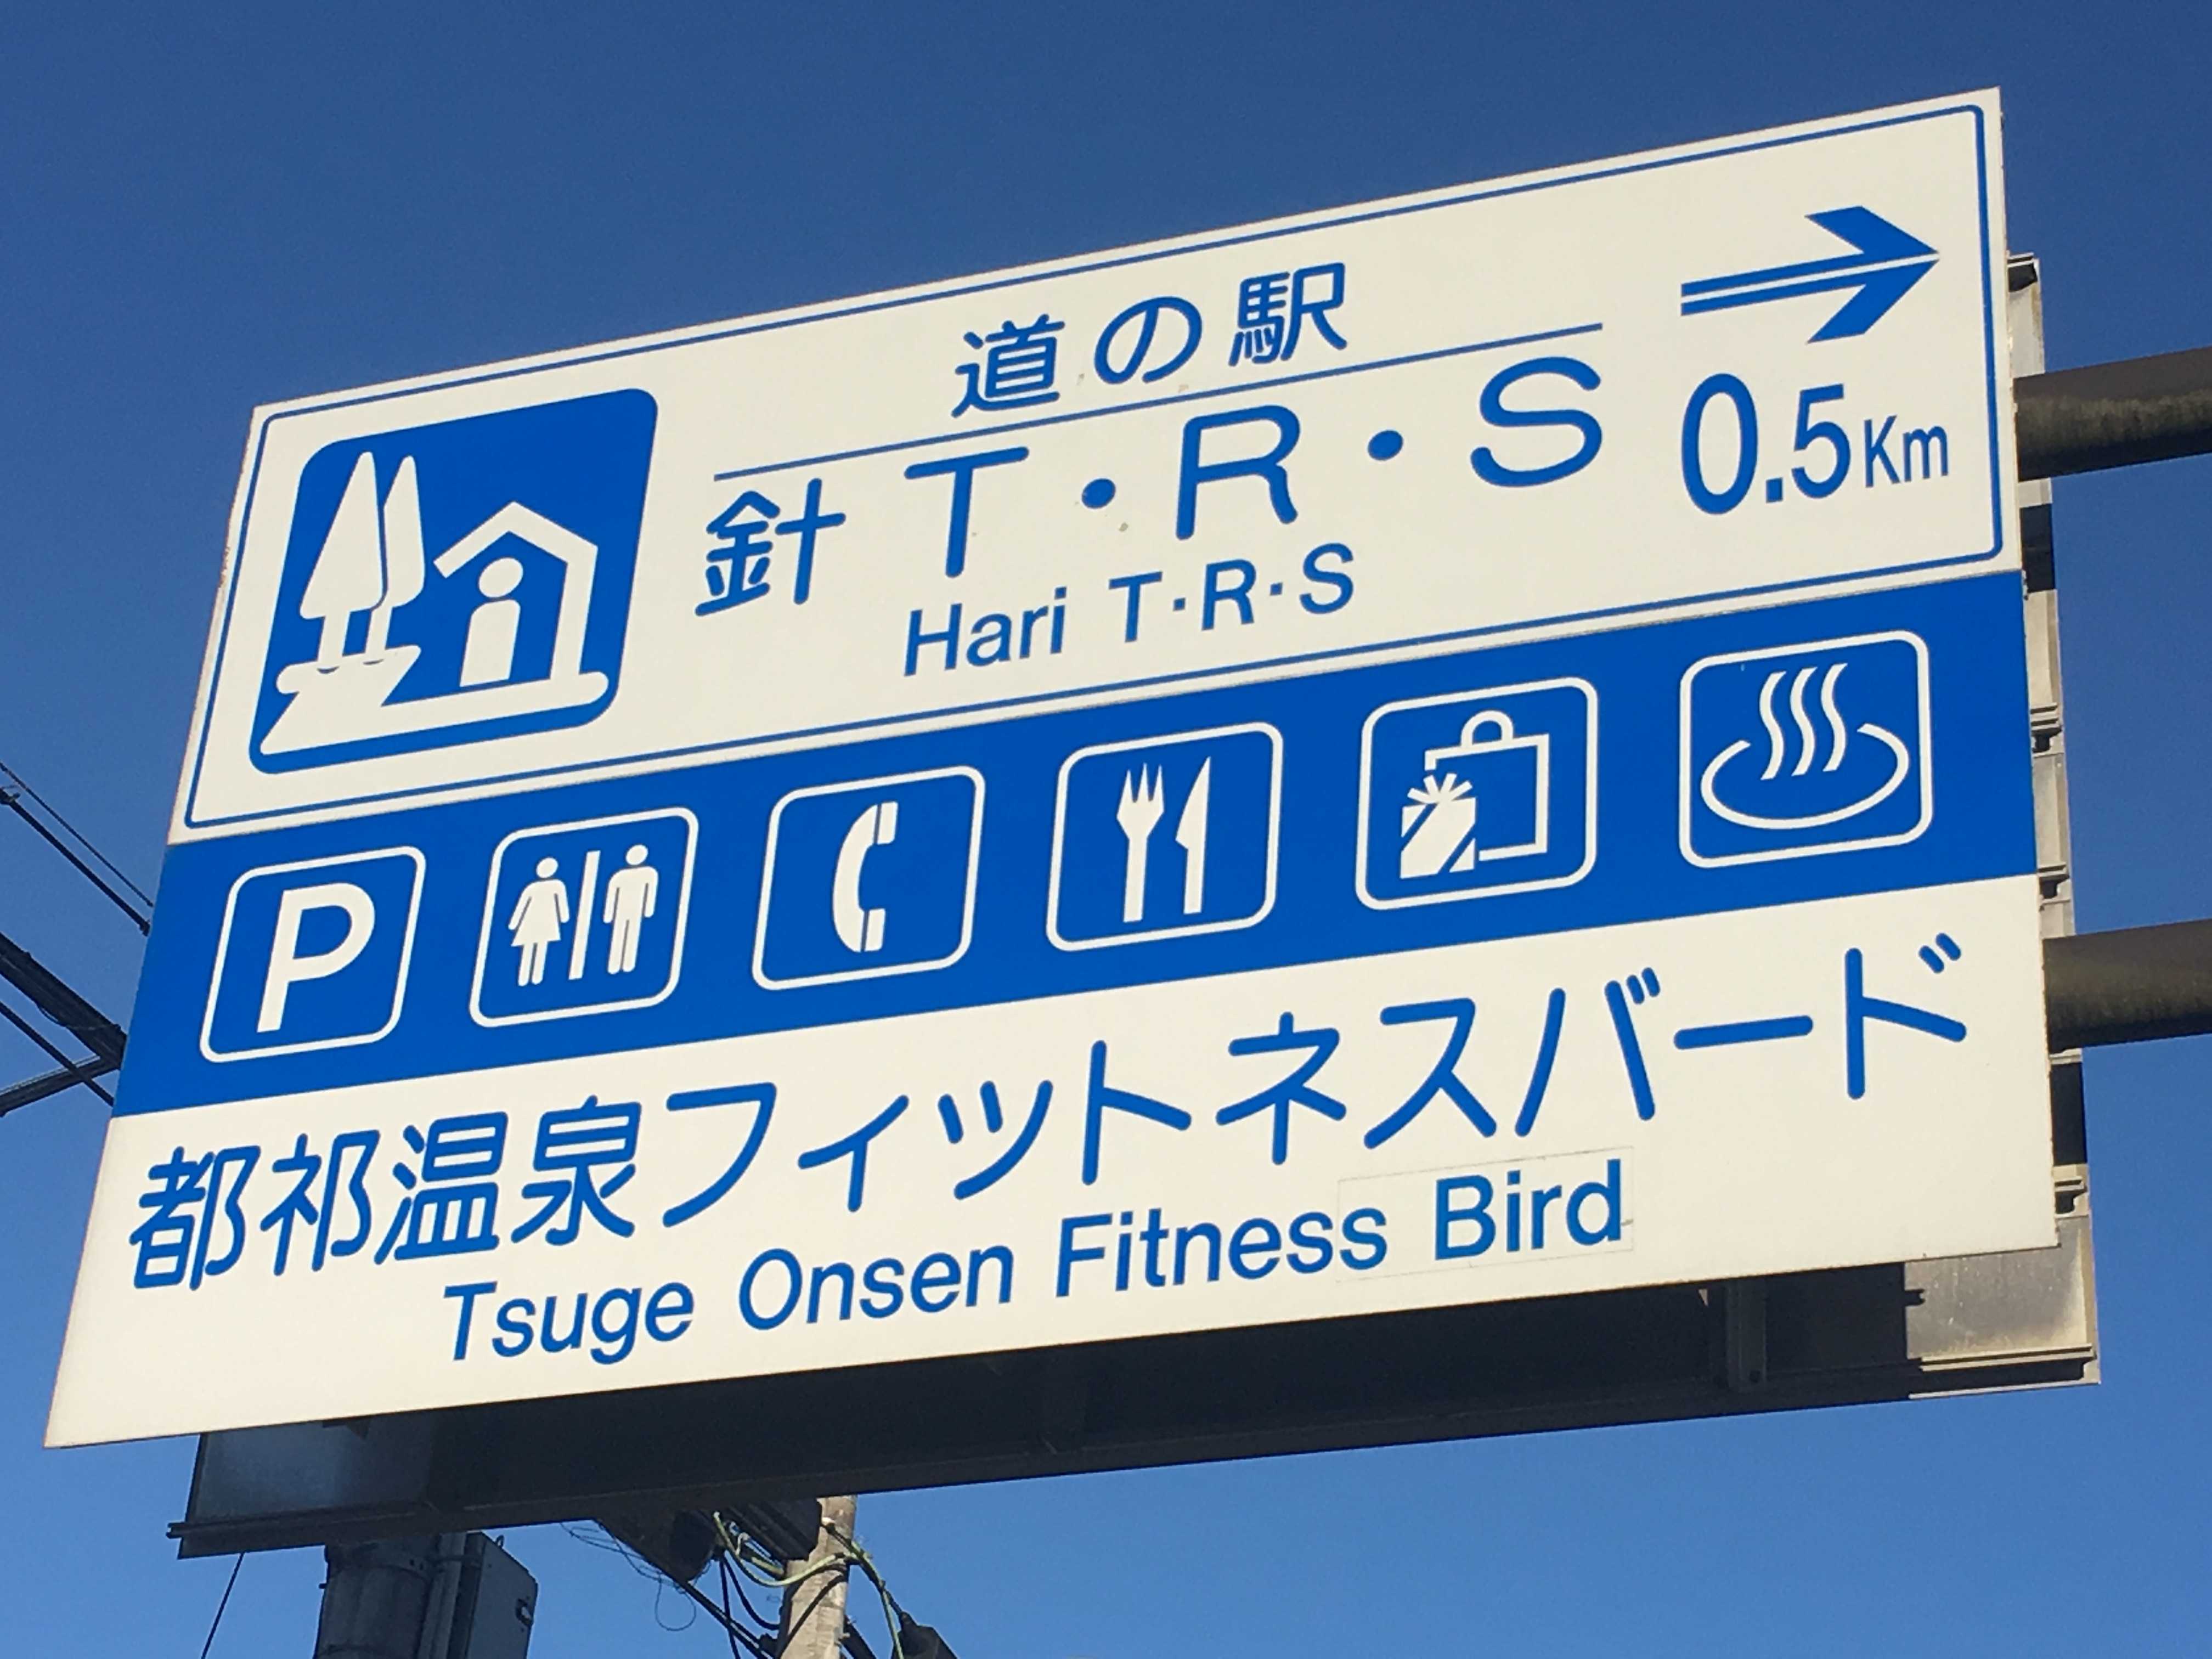 道の駅
針T・R・S
Hari T・R・S
0.5Km
P
都祁温泉フィットネスバード
Tsuge Onsen Fitness Bird